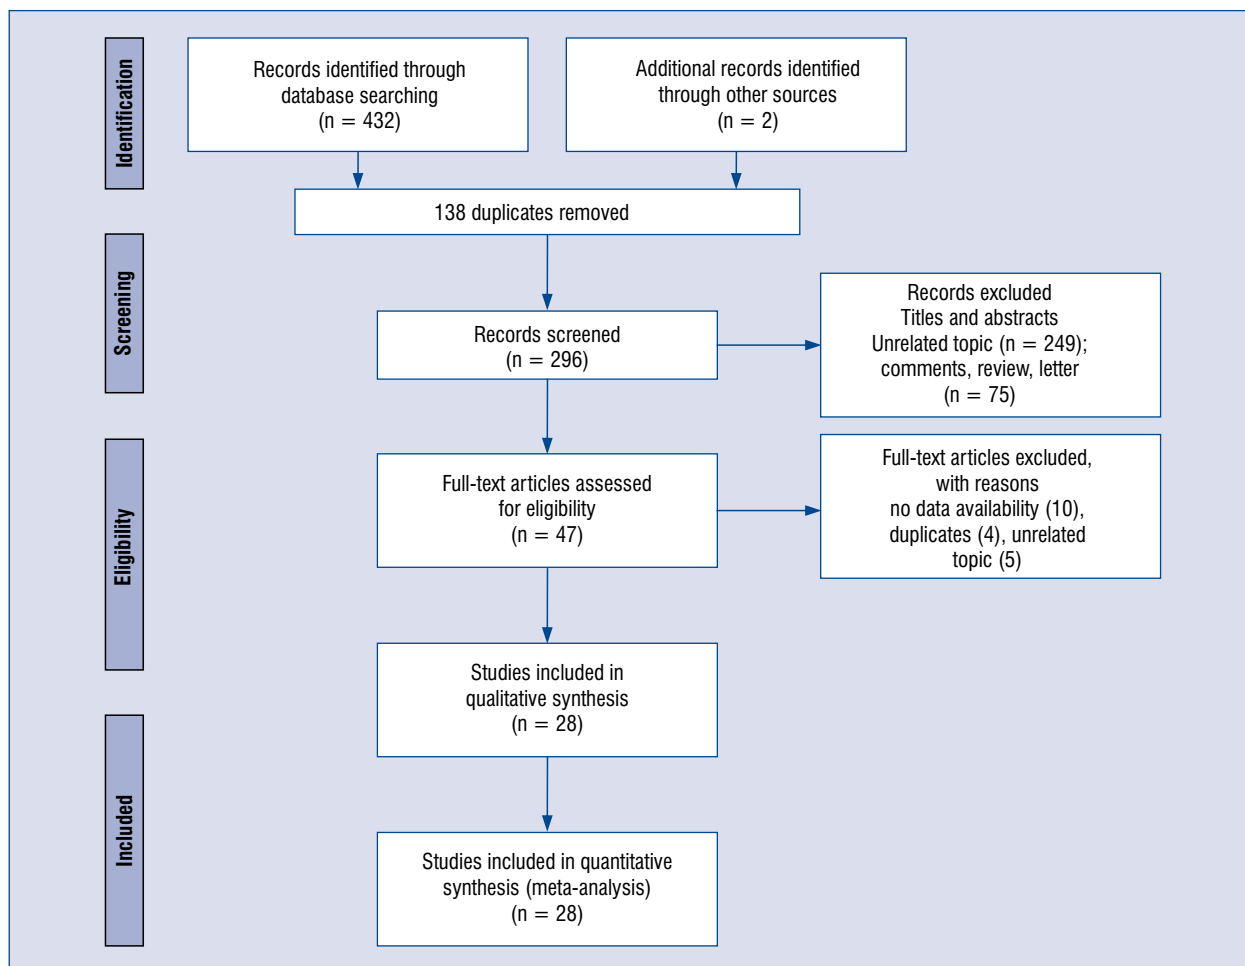 Identification
Records identified through
database searching
(n = 432)
Additional records identified
through other sources
(n = 2)
138 duplicates removed
Screening
Records screened
(n = 296)
Records excluded
Titles and abstracts
Unrelated topic (n = 249);
comments, review, letter
(n = 75)
Eligibility
Full-text articles assessed
for eligibility
(n = 47)
Full-text articles excluded,
with reasons
no data availability (10),
duplicates (4), unrelated
topic (5)
Studies included in
qualitative synthesis
(n = 28)
Included
Studies included in quantitative
synthesis (meta-analysis)
(n = 28)